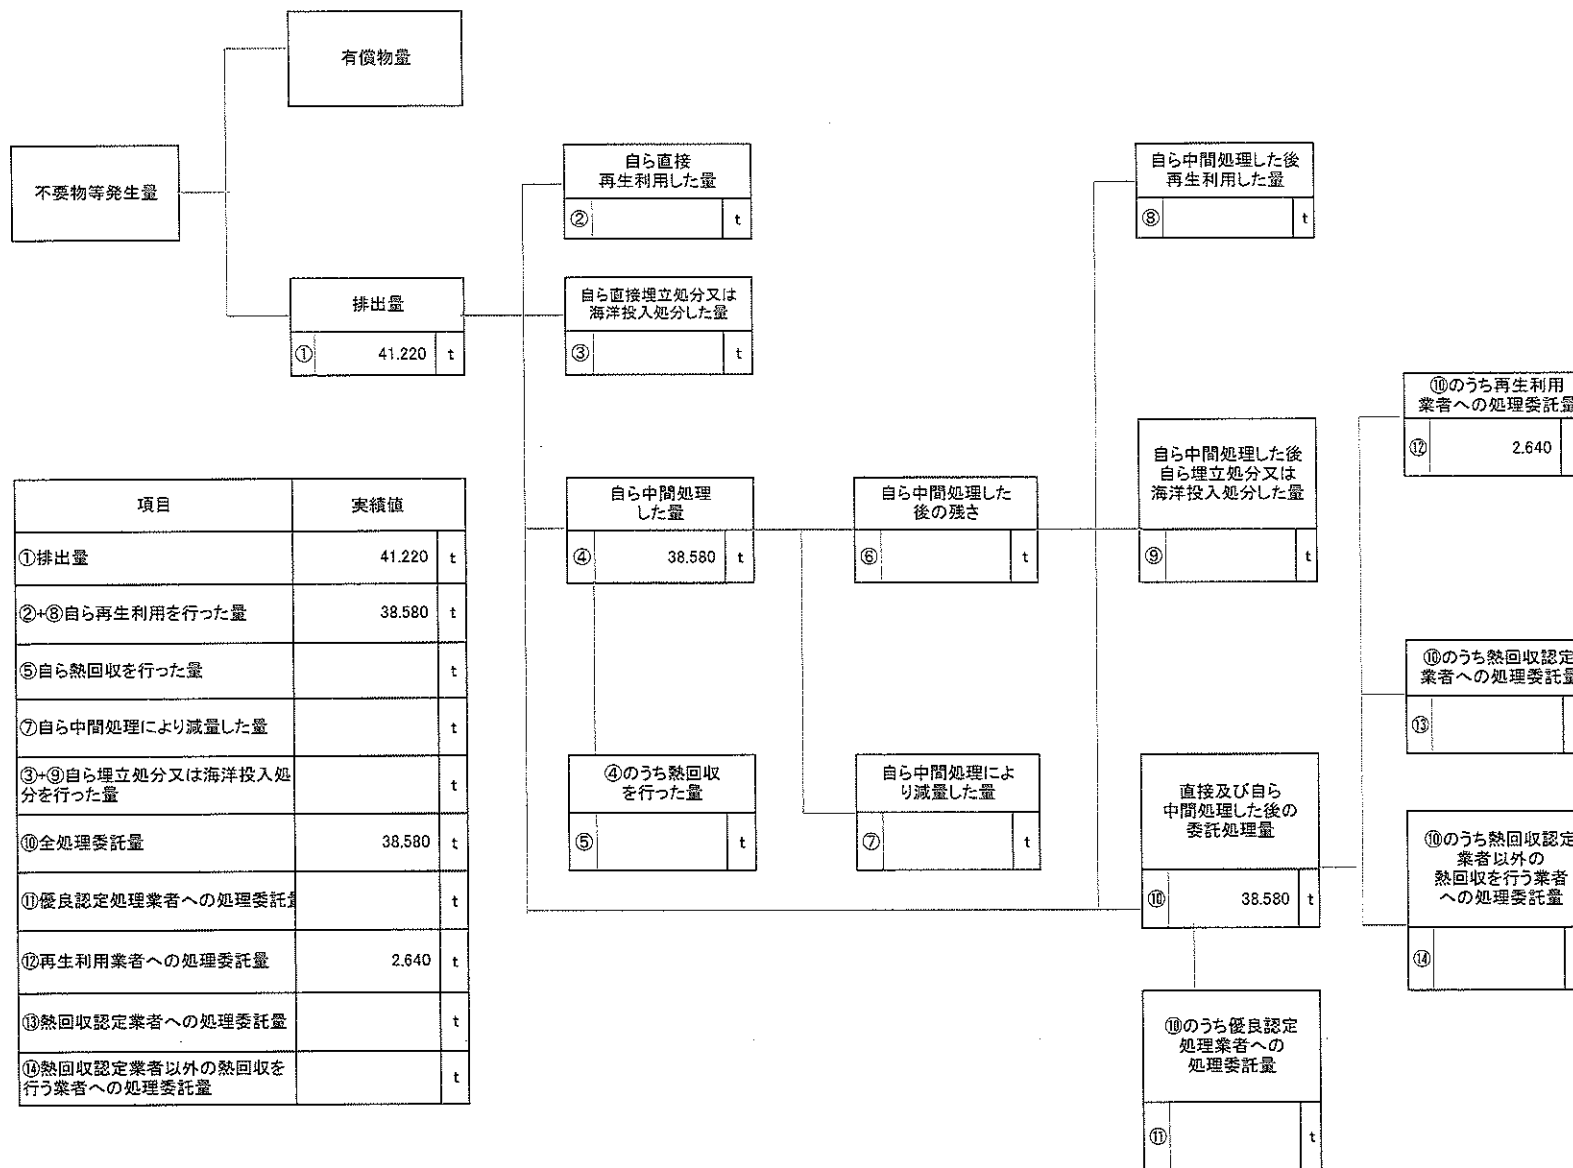 有償物量
不要物等発生量
排出量
① 41.220 t
自ら直接
再生利用した量
② t
自ら直接埋立処分又は
海洋投入処分した量
③ t
自ら中間処理
した量
④ 38.580 t
④のうち熱回収
を行った量
⑤ t
自ら中間処理した
後の残さ
⑥ t
自ら中間処理によ
り減量した量
⑦ t
自ら中間処理した後
再生利用した量
⑧ t
自ら中間処理した後
自ら埋立処分又は
海洋投入処分した量
⑨ t
直接及び自ら
中間処理した後の
委託処理量
⑩ 38.580 t
⑩のうち優良認定
処理業者への
処理委託量
⑪ t
⑩のうち再生利用
業者への処理委託量
⑫ 2.640
⑩のうち熱回収認定
業者への処理委託量
⑬
⑩のうち熱回収認定
業者以外の
熱回収を行う業者
への処理委託量
⑭
項目 実績値
①排出量 41.220 t
②+⑧自ら再生利用を行った量 38.580 t
⑤自ら熱回収を行った量 t
⑦自ら中間処理により減量した量 t
③+⑨自ら埋立処分又は海洋投入処
分を行った量 t
⑩全処理委託量 38.580 t
⑪優良認定処理業者への処理委託量 t
⑫再生利用業者への処理委託量 2.640 t
⑬熱回収認定業者への処理委託量 t
⑭熱回収認定業者以外の熱回収を
行う業者への処理委託量 t